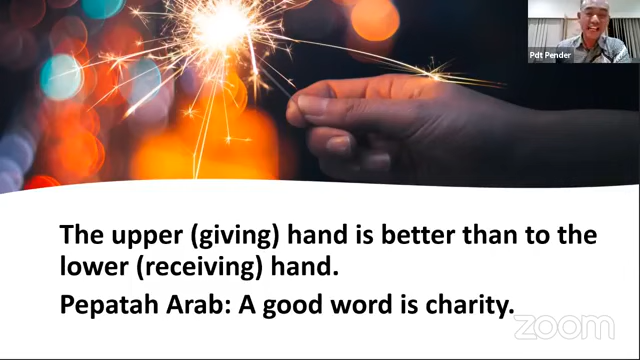 Pdt Pender
The upper (giving) hand is better than to the
lower (receiving) hand.
Pepatah Arab: A good word is charity.
zoom